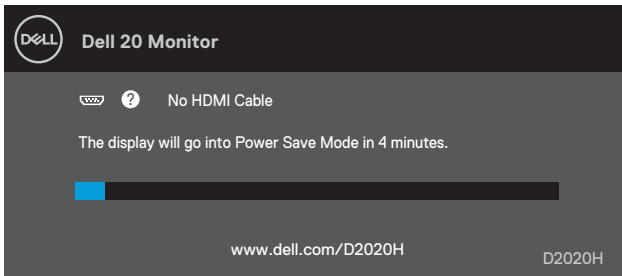 DELL
Dell 20 Monitor
? No HDMI Cable
The display will go into Power Save Mode in 4 minutes.
www.dell.com/D2020H
D2020H